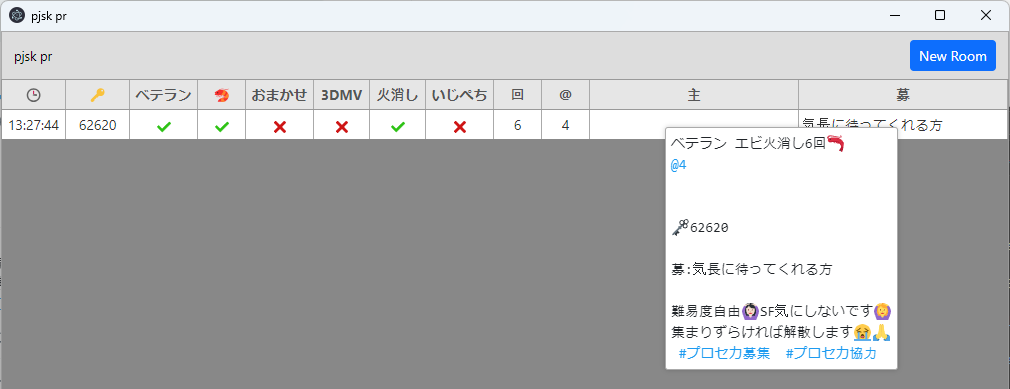 pjsk pr
pjsk pr
New Room
ベテラン おまかせ 3DMV 火消し いじぺち 回 @ 主 募
13:27:44 62620 6 4 気長に待ってくれる方
ベテラン エビ火消し6回
@4
62620
募:気長に待ってくれる方
難易度自由🙆🏻‍♀️SF気にしないです🙆‍♀️
集まりずらければ解散します😭🙏
#プロセカ募集 #プロセカ協力